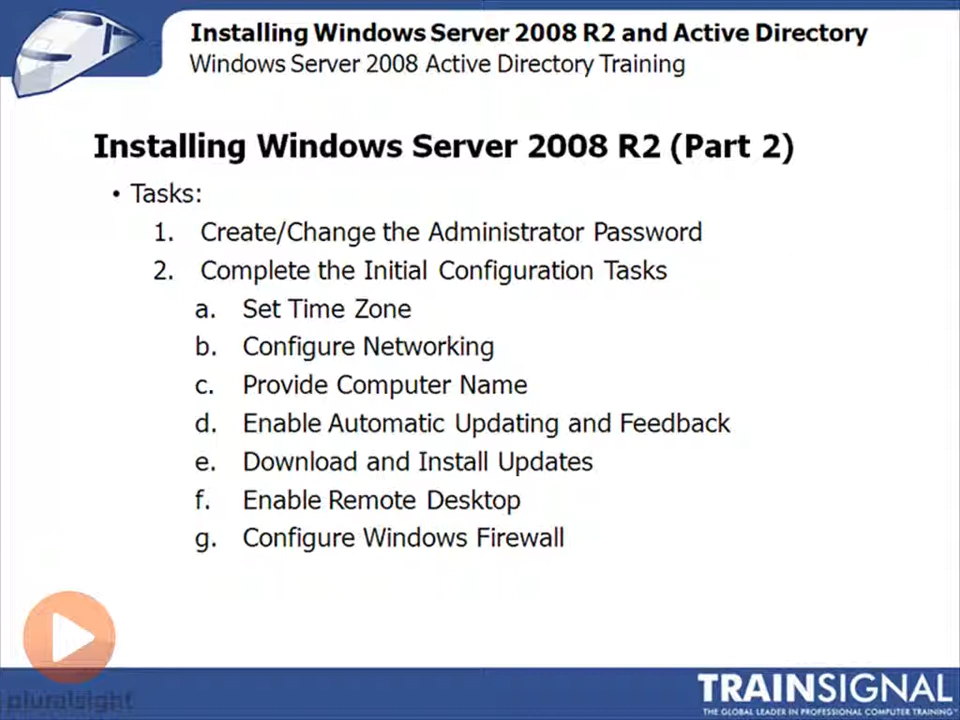 Installing Windows Server 2008 R2 and Active Directory
Windows Server 2008 Active Directory Training
Installing Windows Server 2008 R2 (Part 2)
• Tasks:
1. Create/Change the Administrator Password
2. Complete the Initial Configuration Tasks
a. Set Time Zone
b. Configure Networking
c. Provide Computer Name
d. Enable Automatic Updating and Feedback
e. Download and Install Updates
f. Enable Remote Desktop
g. Configure Windows Firewall
pluralsight
TRAINSIGNAL
THE GLOBAL LEADER IN PROFESSIONAL COMPUTER TRAINING™